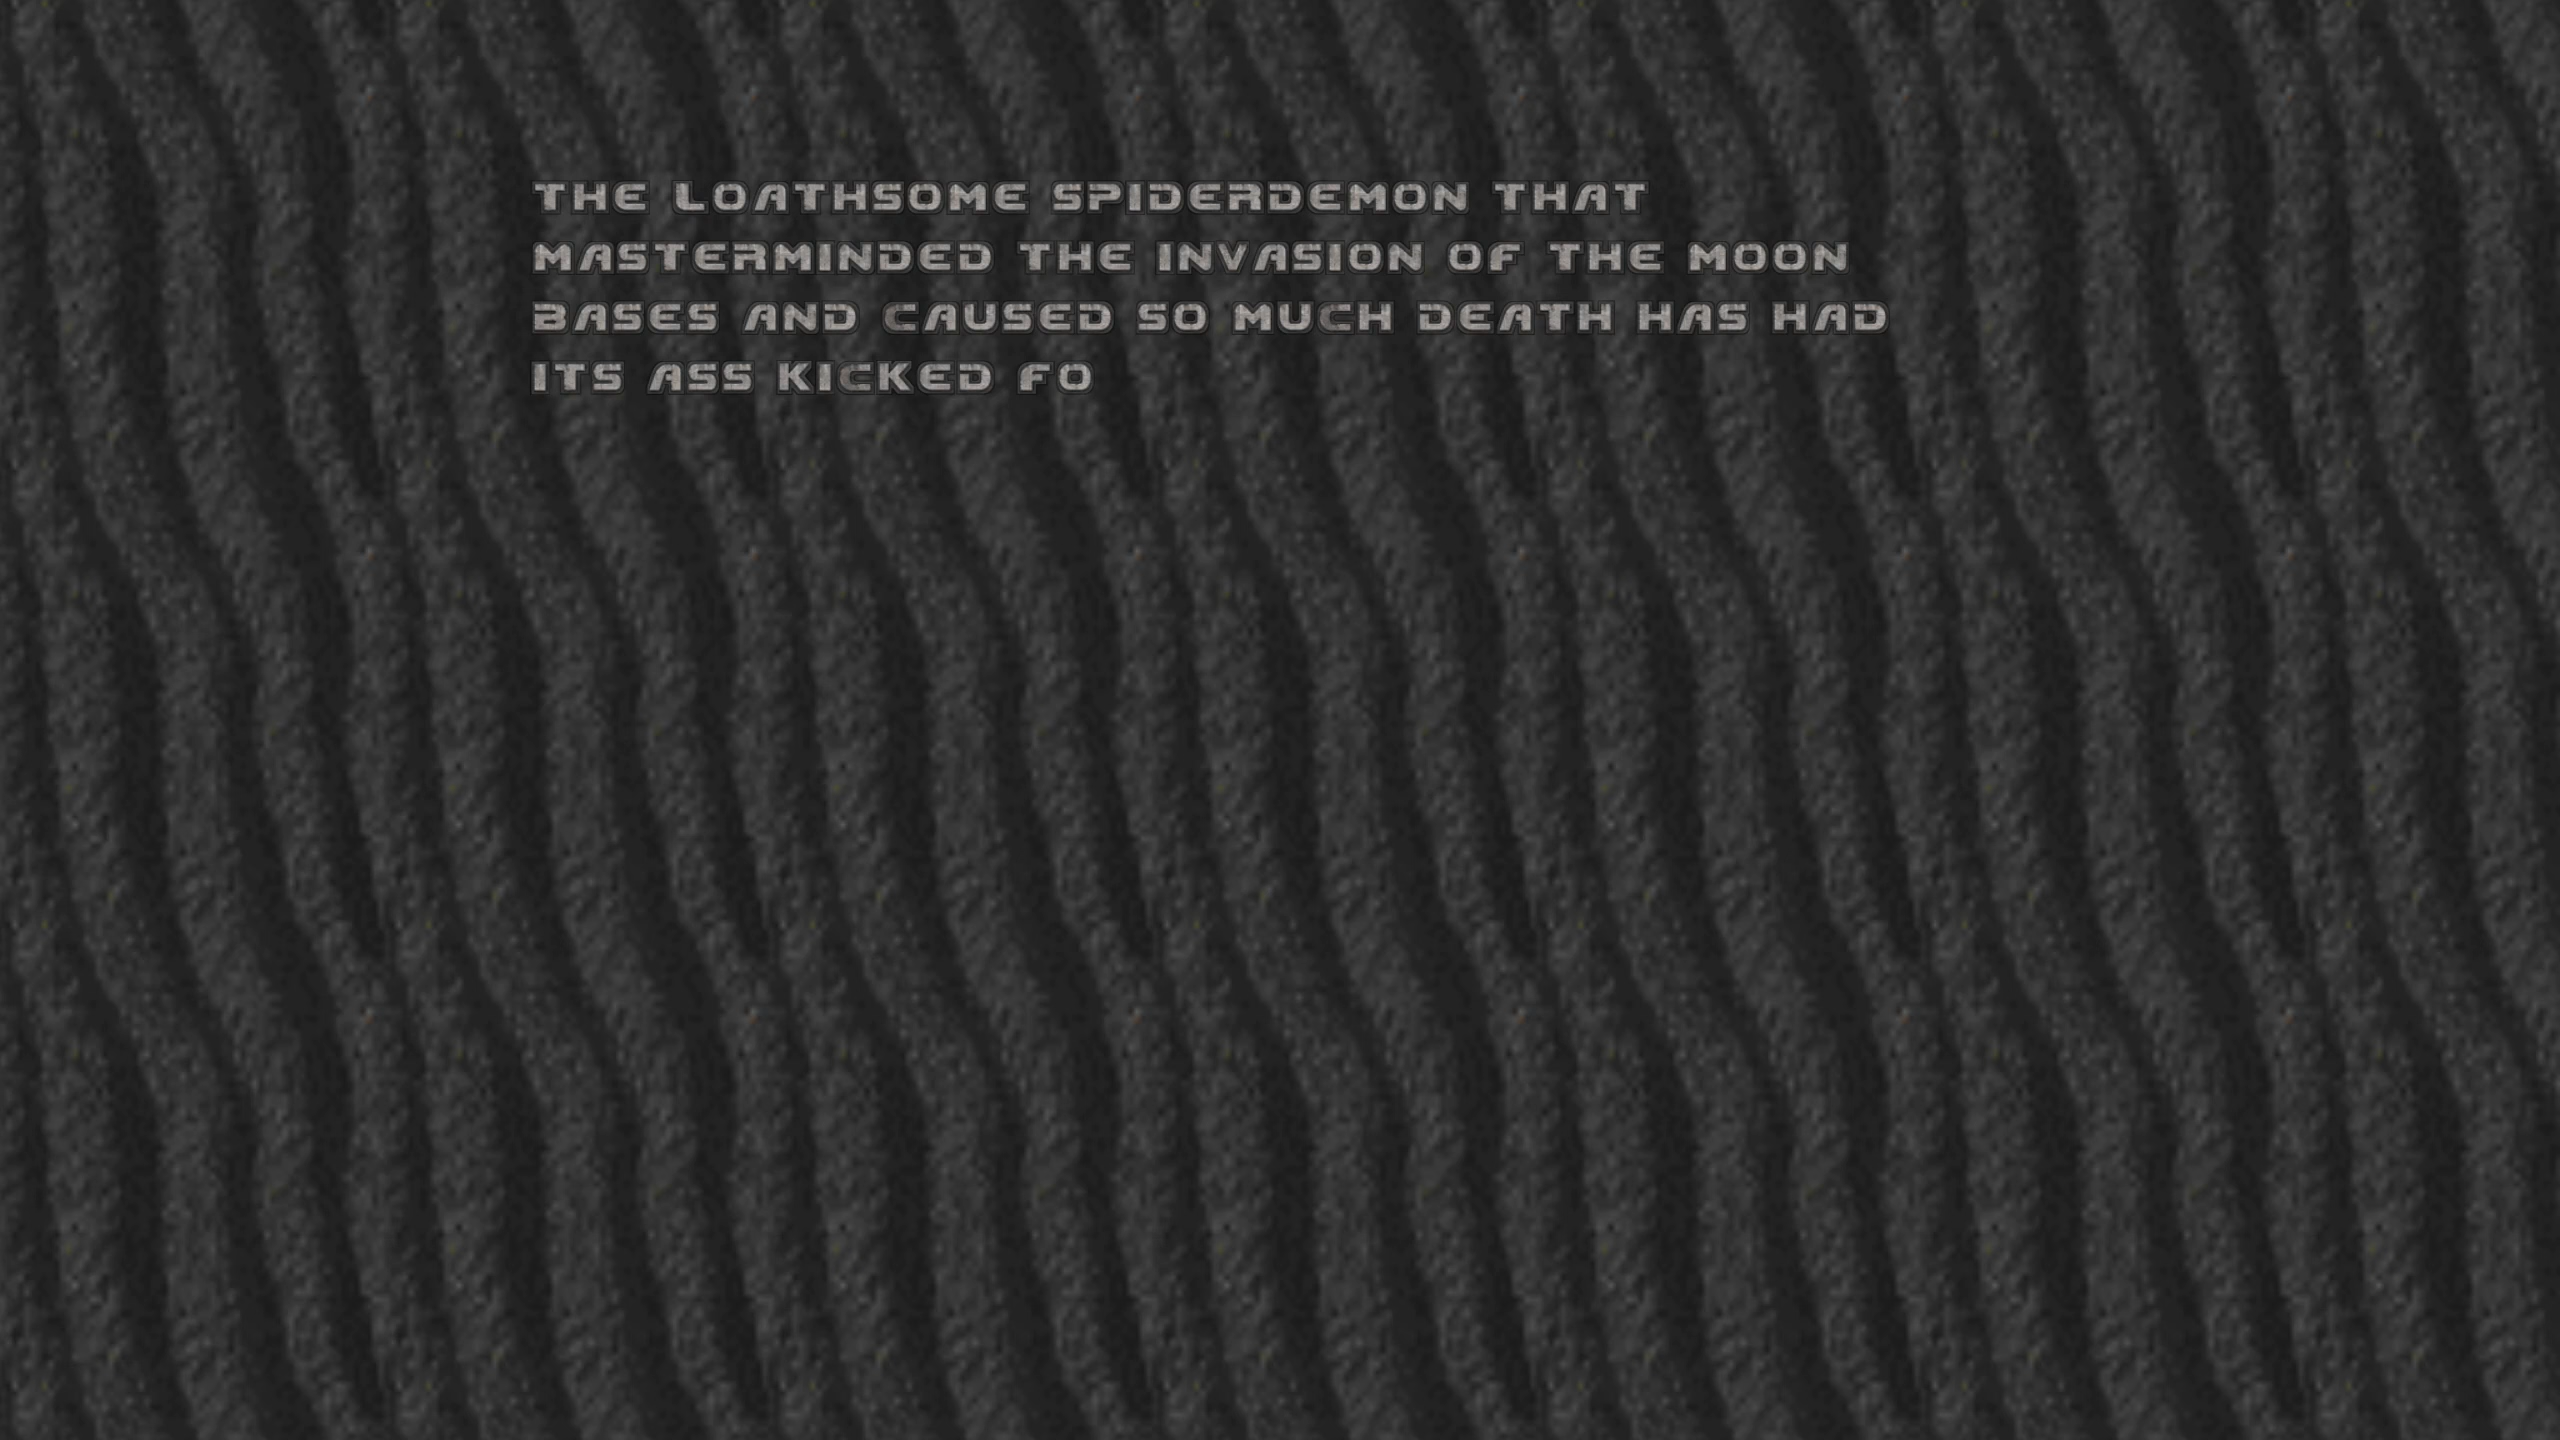 THE LOATHSOME SPIDERDEMON THAT
MASTERMINDED THE INVASION OF THE MOON
BASES AND CAUSED SO MUCH DEATH HAS HAD
ITS ASS KICKED FO